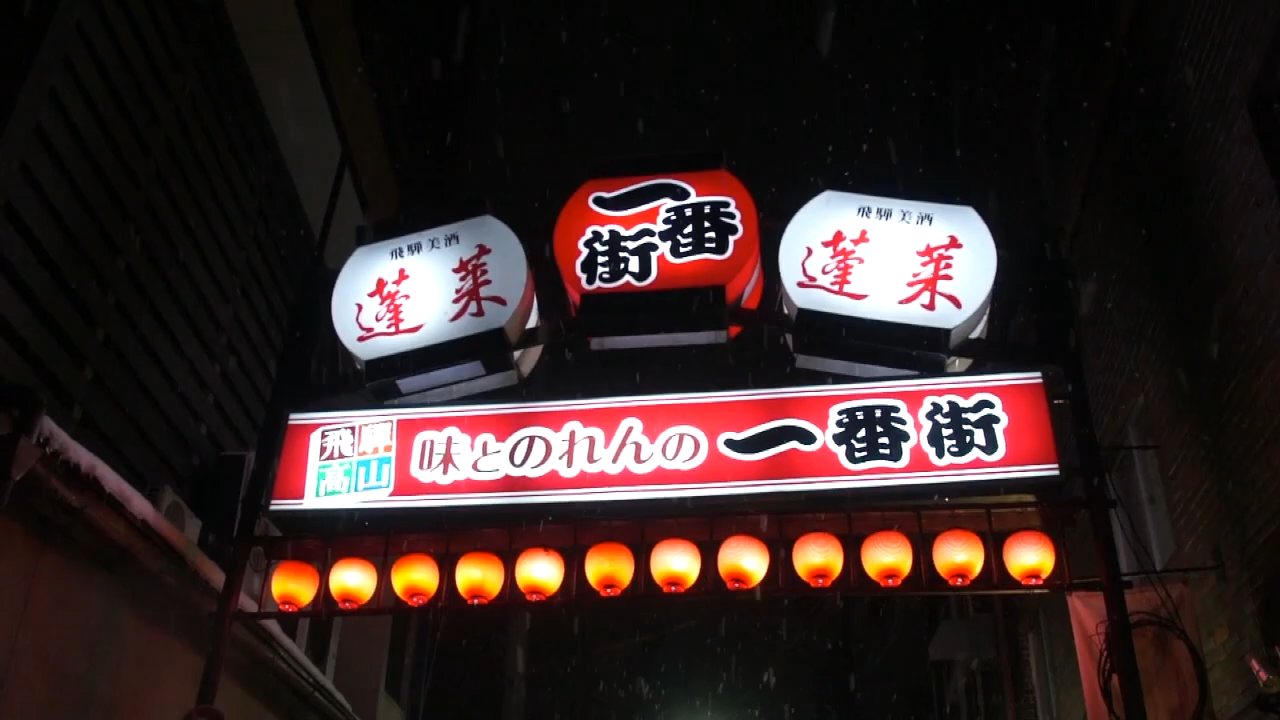 飛騨美酒
蓬莱
一番
街
飛騨美酒
蓬莱
飛騨
高山
味とのれんの一番街